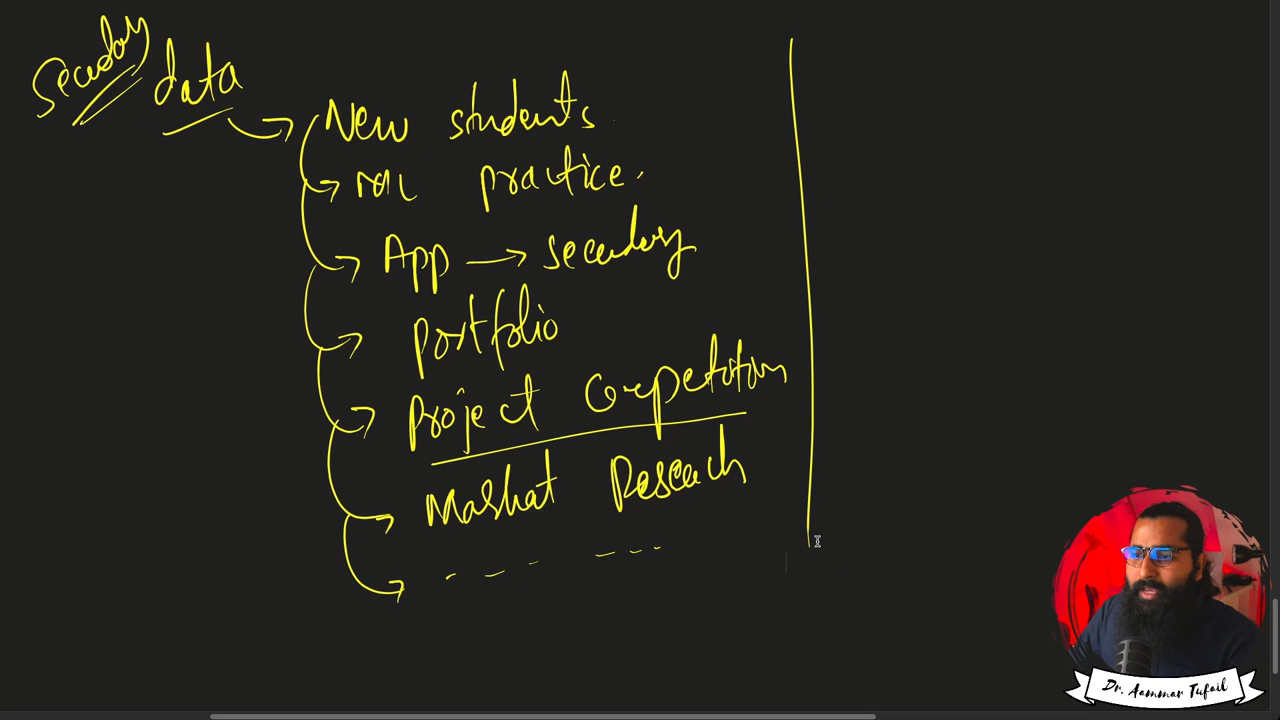 Secondary data
New students
ML practice
App → secondary
Portfolio
Project Competition
Market Research
Dr. Aammar Tufail